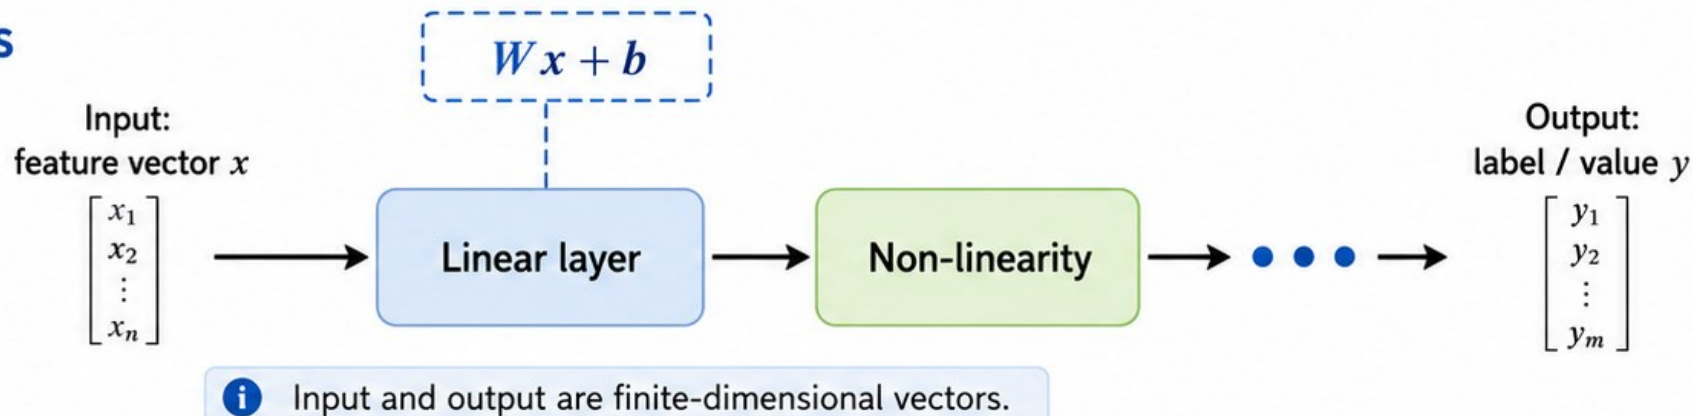 s
Wx + b
Input:
feature vector x
x1
x2
⋮
xn
Linear layer
Non-linearity
Output:
label / value y
y1
y2
⋮
ym
i Input and output are finite-dimensional vectors.